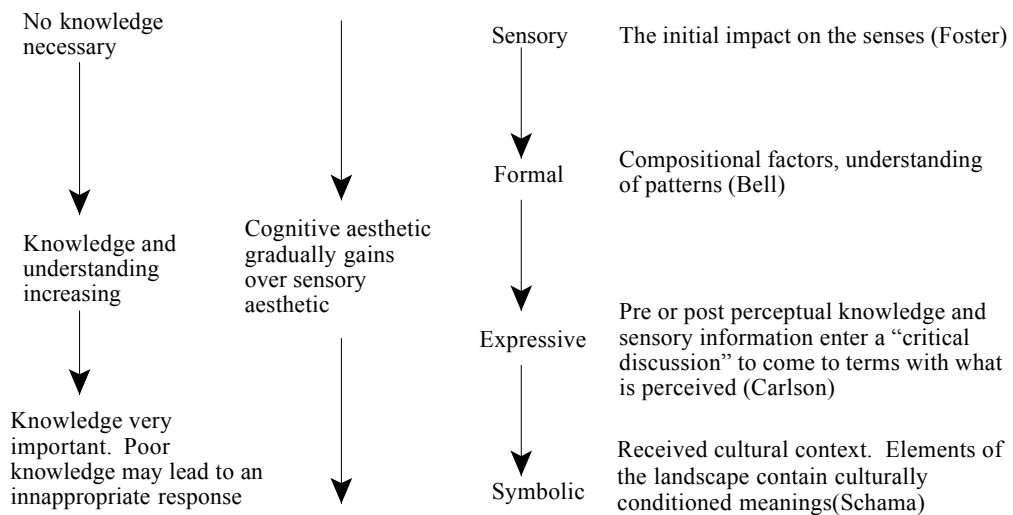 No knowledge
necessary
Knowledge and
understanding
increasing
Knowledge very
important.  Poor
knowledge may lead to an
innappropriate response
Cognitive aesthetic
gradually gains
over sensory
aesthetic
Sensory
The initial impact on the senses (Foster)
Formal
Compositional factors, understanding
of patterns (Bell)
Expressive
Pre or post perceptual knowledge and
sensory information enter a “critical
discussion” to come to terms with what
is perceived (Carlson)
Symbolic
Received cultural context.  Elements of
the landscape contain culturally
conditioned meanings(Schama)